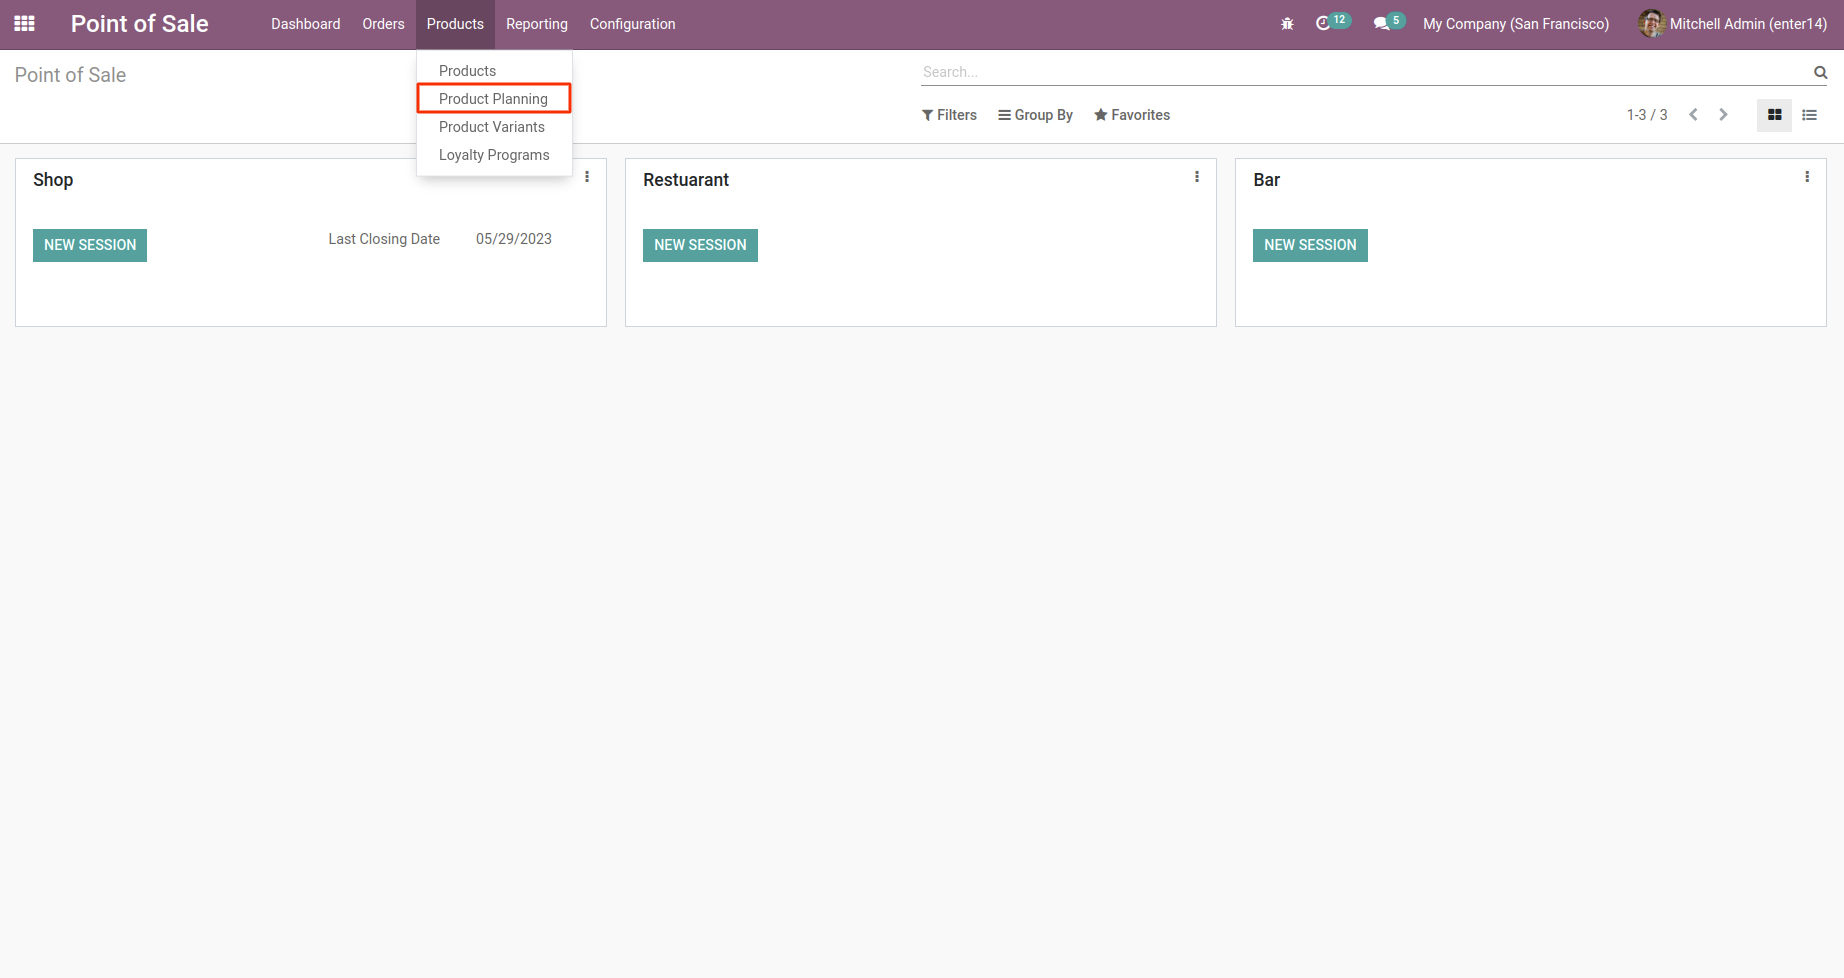 Point of Sale
Dashboard
Orders
Products
Reporting
Configuration
12
5
My Company (San Francisco)
Mitchell Admin (enter14)
Products
Product Planning
Product Variants
Loyalty Programs
Point of Sale
Search...
Filters
Group By
Favorites
1-3 / 3
Shop
NEW SESSION
Last Closing Date
05/29/2023
Restuarant
NEW SESSION
Bar
NEW SESSION